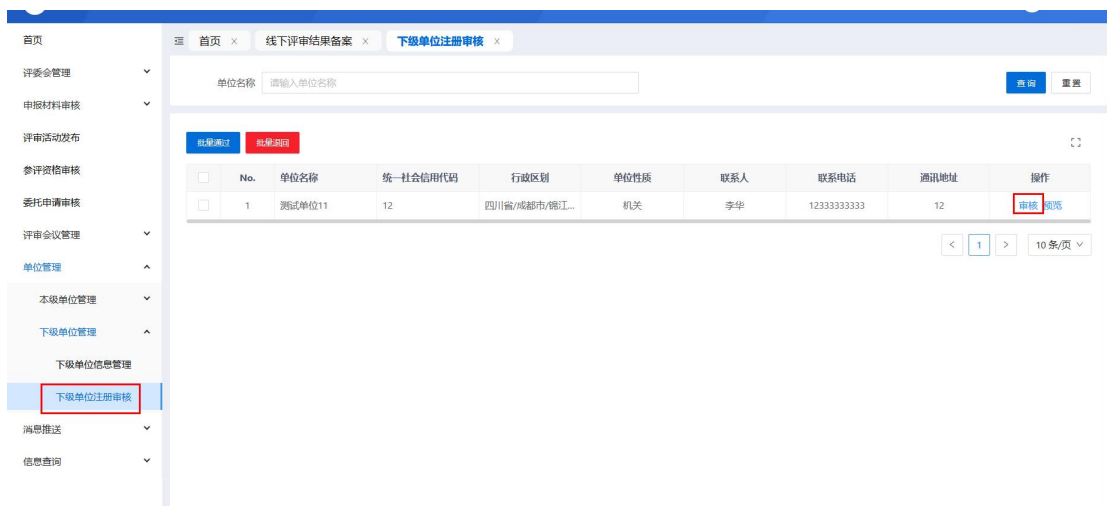 首页
评委会管理
申报材料审核
评审活动发布
参评资格审核
委托申请审核
评审会议管理
单位管理
本级单位管理
下级单位管理
下级单位信息管理
下级单位注册审核
消息推送
信息查询
首页 × 线下评审结果备案 × 下级单位注册审核 ×
单位名称 请输入单位名称 查询 重置
批量通过 批量退回
No. 单位名称 统一社会信用代码 行政区别 单位性质 联系人 联系电话 通讯地址 操作
1 测试单位11 12 四川省/成都市/锦江... 机关 李华 12333333333 12 审核 预览
< 1 > 10 条/页